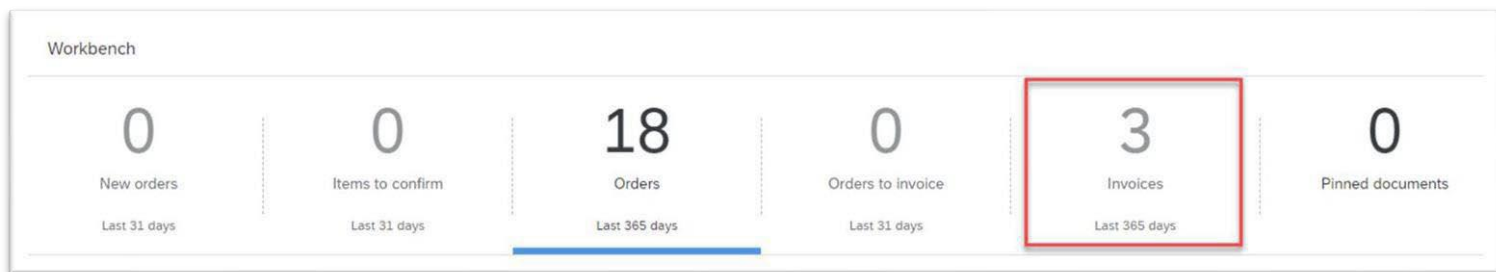 Workbench
0
New orders
Last 31 days
0
Items to confirm
Last 31 days
18
Orders
Last 365 days
0
Orders to invoice
Last 31 days
3
Invoices
Last 365 days
0
Pinned documents